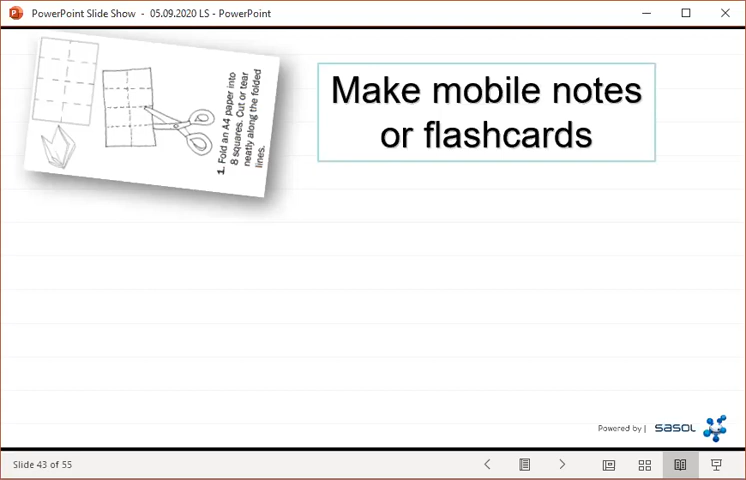 PowerPoint Slide Show - 05.09.2020 LS - PowerPoint
Make mobile notes
or flashcards
1. Fold an A4 paper into
8 squares. Cut or tear
neatly along the folded
lines.
Powered by | sasol
Slide 43 of 55